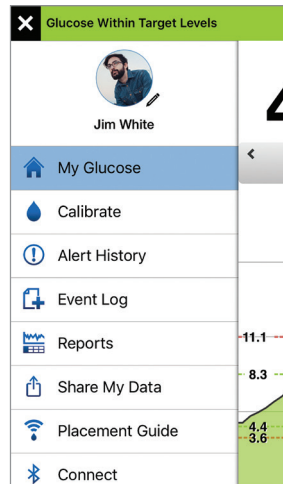 Glucose Within Target Levels
Jim White
My Glucose
Calibrate
Alert History
Event Log
Reports
Share My Data
Placement Guide
Connect
4
11.1
8.3
4.4
3.6